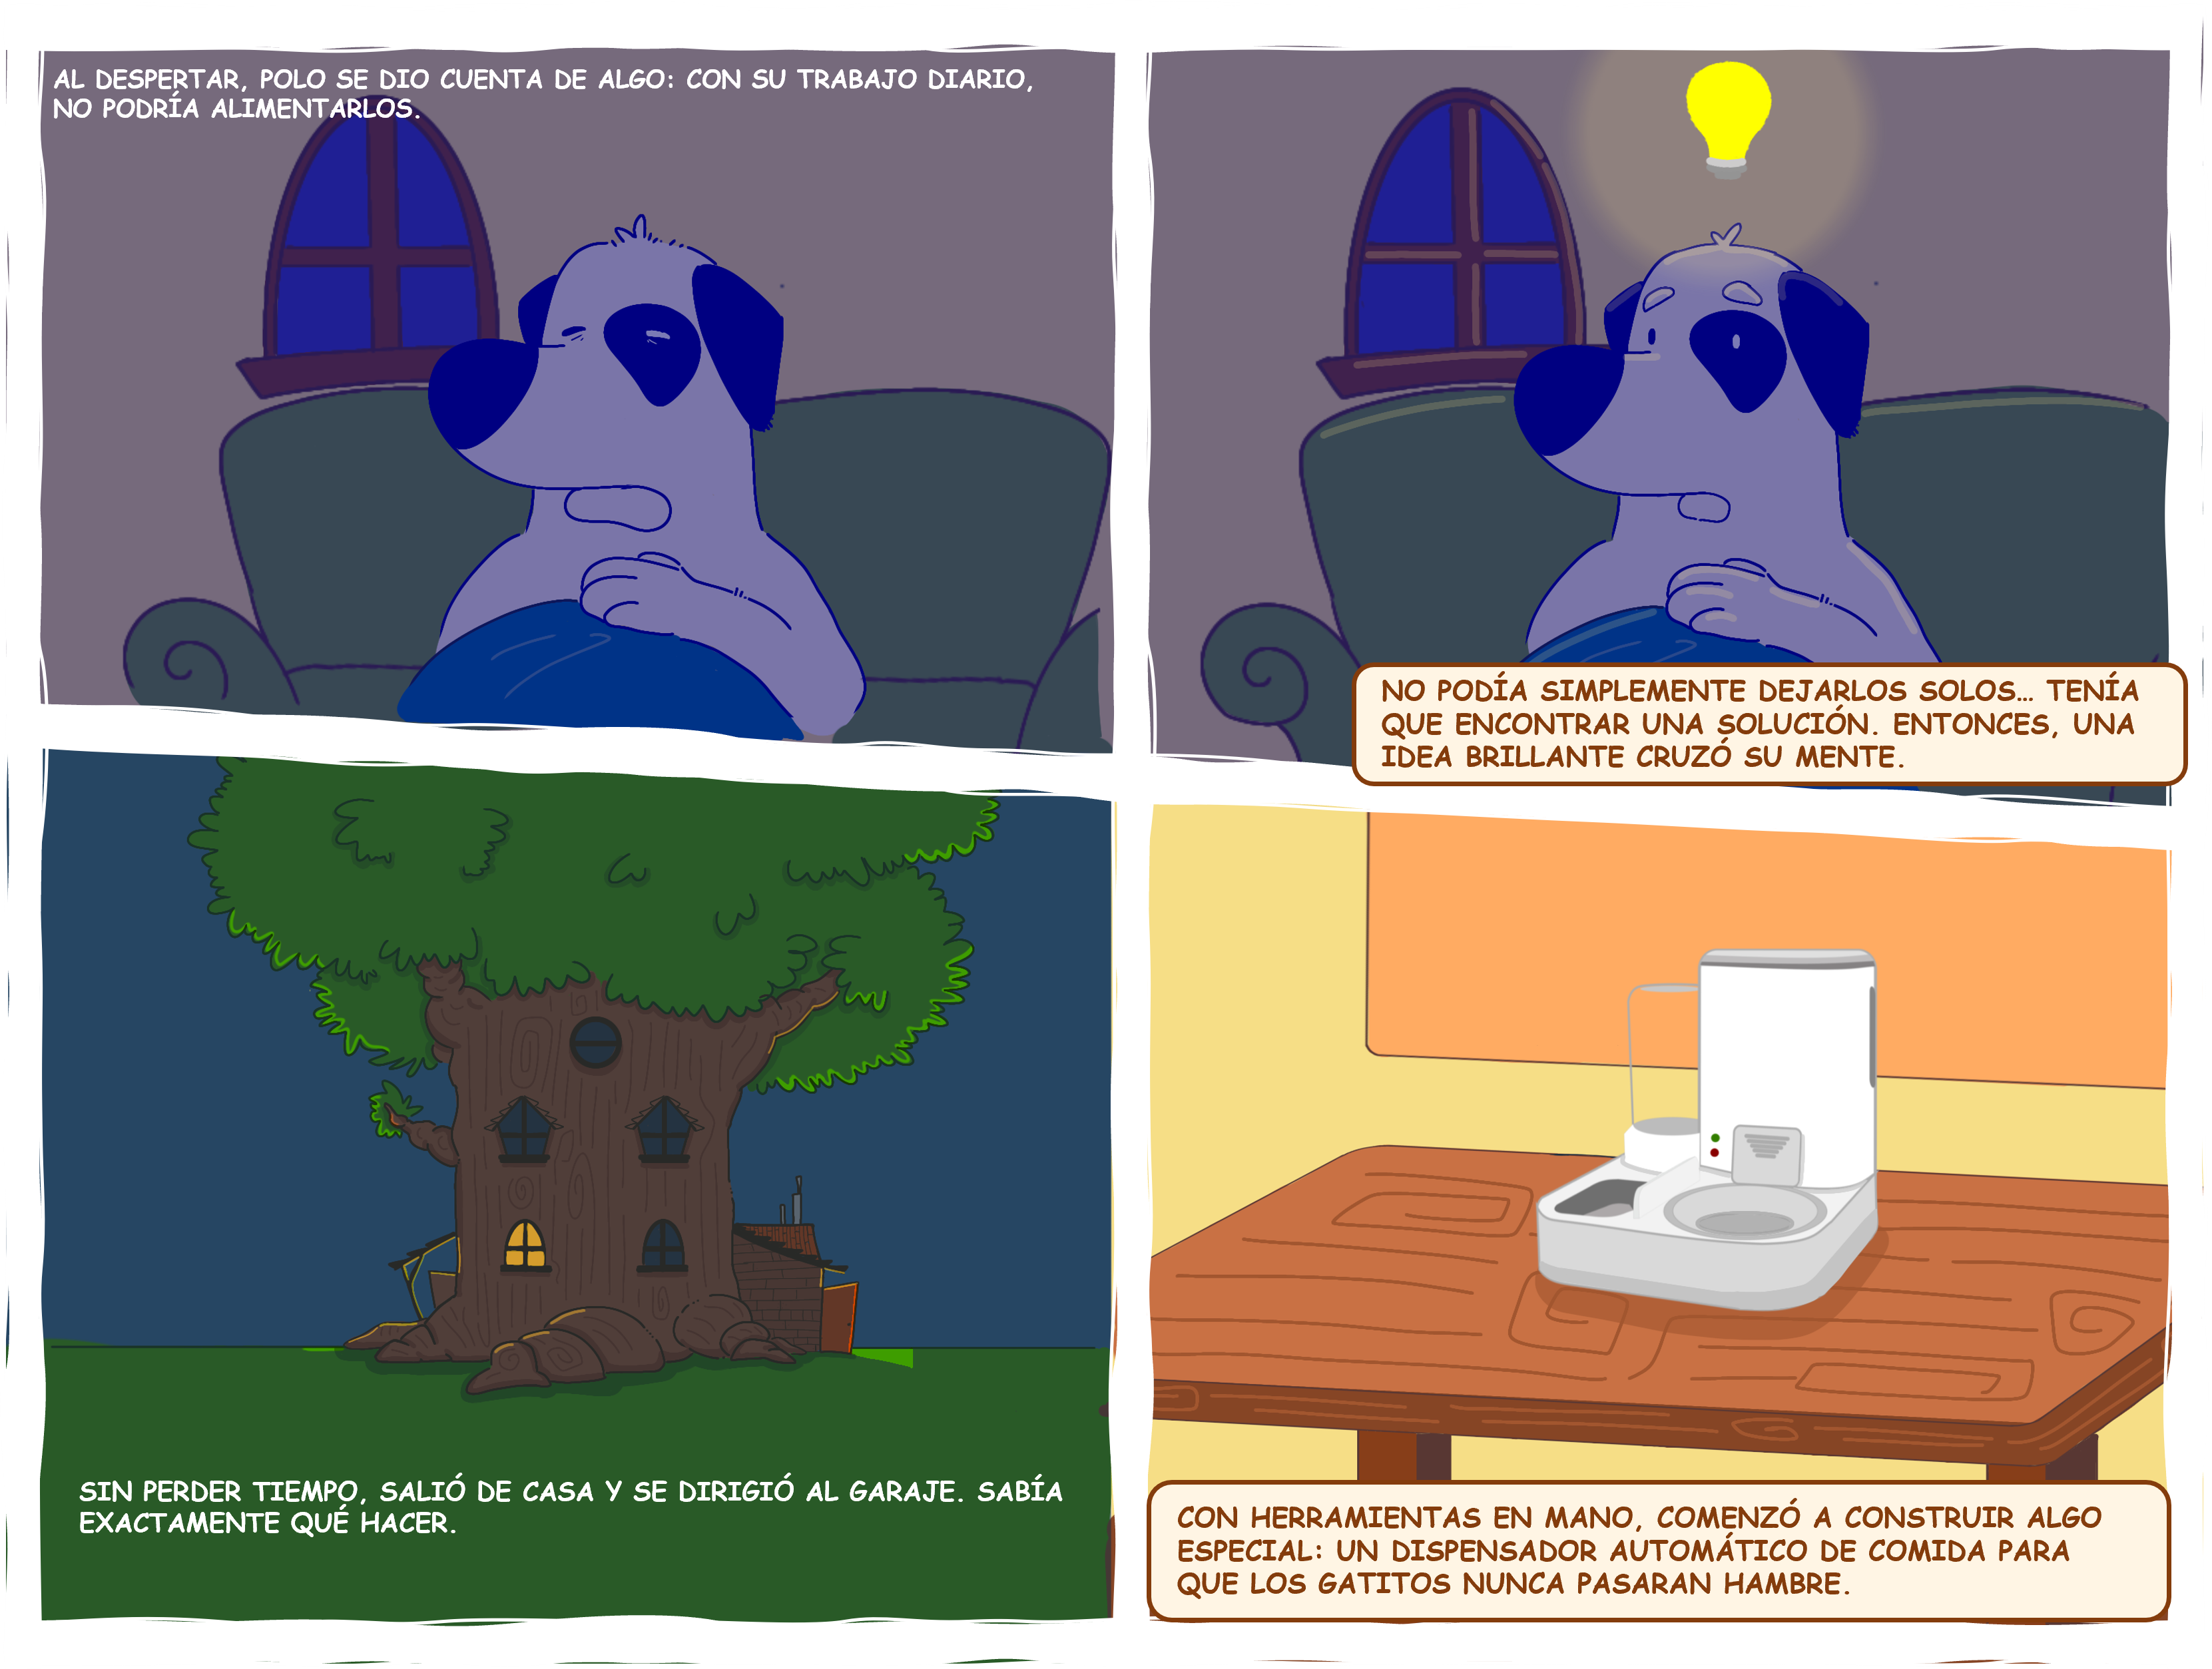 AL DESPERTAR, POLO SE DIO CUENTA DE ALGO: CON SU TRABAJO DIARIO,
NO PODRÍA ALIMENTARLOS.
NO PODÍA SIMPLEMENTE DEJARLOS SOLOS... TENÍA
QUE ENCONTRAR UNA SOLUCIÓN. ENTONCES, UNA
IDEA BRILLANTE CRUZÓ SU MENTE.
SIN PERDER TIEMPO, SALIÓ DE CASA Y SE DIRIGIÓ AL GARAJE. SABÍA
EXACTAMENTE QUÉ HACER.
CON HERRAMIENTAS EN MANO, COMENZÓ A CONSTRUIR ALGO
ESPECIAL: UN DISPENSADOR AUTOMÁTICO DE COMIDA PARA
QUE LOS GATITOS NUNCA PASARAN HAMBRE.